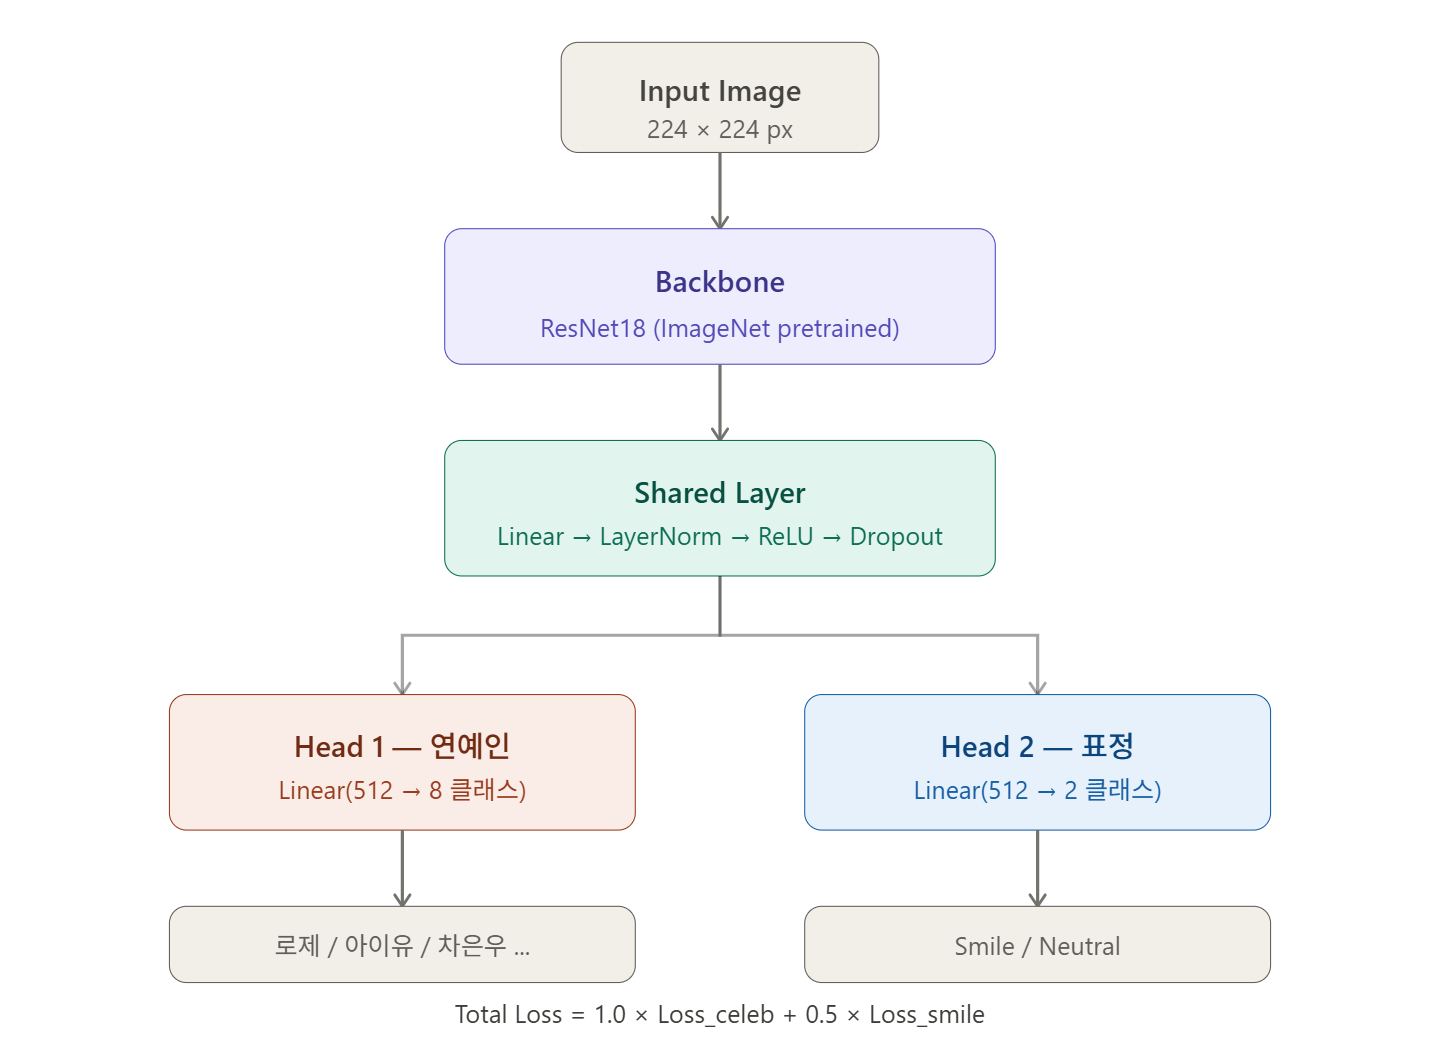 Input Image
224 × 224 px
Backbone
ResNet18 (ImageNet pretrained)
Shared Layer
Linear → LayerNorm → ReLU → Dropout
Head 1 — 연예인
Linear(512 → 8 클래스)
Head 2 — 표정
Linear(512 → 2 클래스)
로제 / 아이유 / 차은우 ...
Smile / Neutral
Total Loss = 1.0 × Loss_celeb + 0.5 × Loss_smile